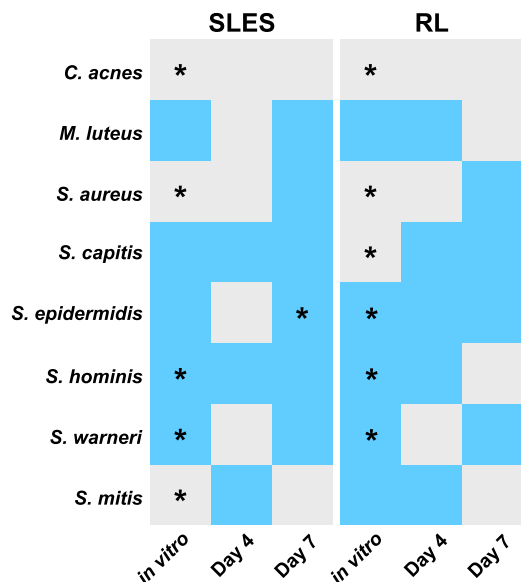 SLES RL
C. acnes * *
M. luteus
S. aureus * *
S. capitis *
S. epidermidis * *
S. hominis * *
S. warneri * *
S. mitis *
in vitro Day 4 Day 7 in vitro Day 4 Day 7